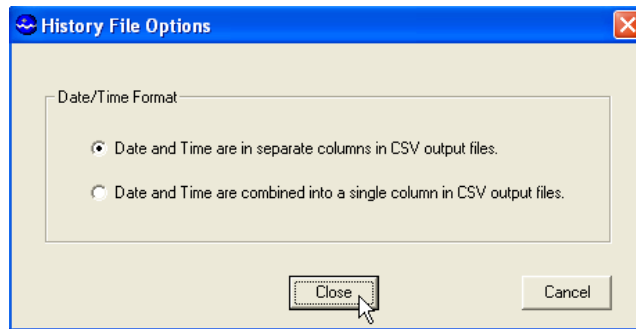 History File Options
Date/Time Format
Date and Time are in separate columns in CSV output files.
Date and Time are combined into a single column in CSV output files.
Close
Cancel